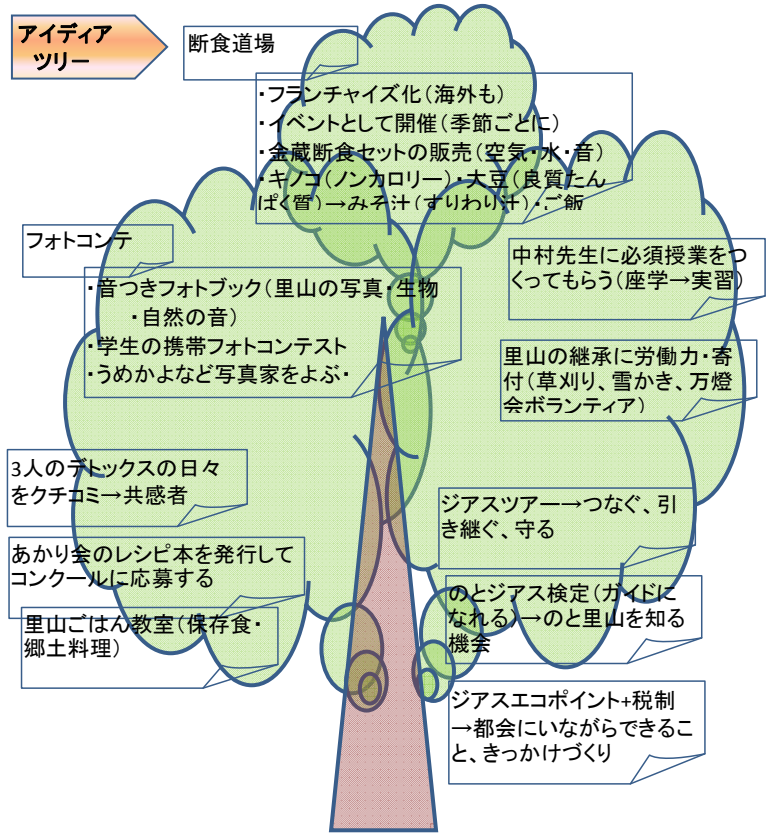 アイディア
ツリー
断食道場
・フランチャイズ化(海外も)
・イベントとして開催(季節ごとに)
・金蔵断食セットの販売(空気・水・音)
・キノコ(ノンカロリー)・大豆(良質たん
ぱく質)→みそ汁(すりわり汁)・ご飯
フォトコンテ
・音つきフォトブック(里山の写真・生物
・自然の音)
・学生の携帯フォトコンテスト
・うめかよなど写真家をよぶ・
中村先生に必須授業をつ
くってもらう(座学→実習)
里山の継承に労働力・寄
付(草刈り、雪かき、万燈
会ボランティア)
3人のデトックスの日々
をクチコミ→共感者
あかり会のレシピ本を発行して
コンクールに応募する
里山ごはん教室(保存食・
郷土料理)
ジアスツアー→つなぐ、引
き継ぐ、守る
のとジアス検定(ガイドに
なれる)→のと里山を知る
機会
ジアスエコポイント+税制
→都会にいながらできるこ
と、きっかけづくり